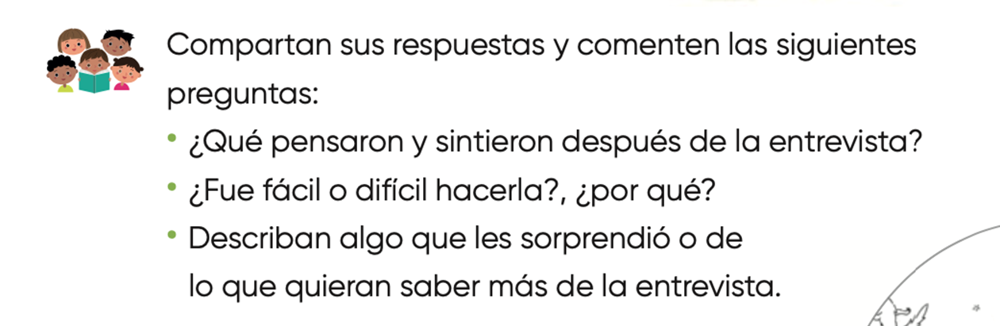 Compartan sus respuestas y comenten las siguientes
preguntas:
• ¿Qué pensaron y sintieron después de la entrevista?
• ¿Fue fácil o difícil hacerla?, ¿por qué?
• Describan algo que les sorprendió o de
lo que quieran saber más de la entrevista.